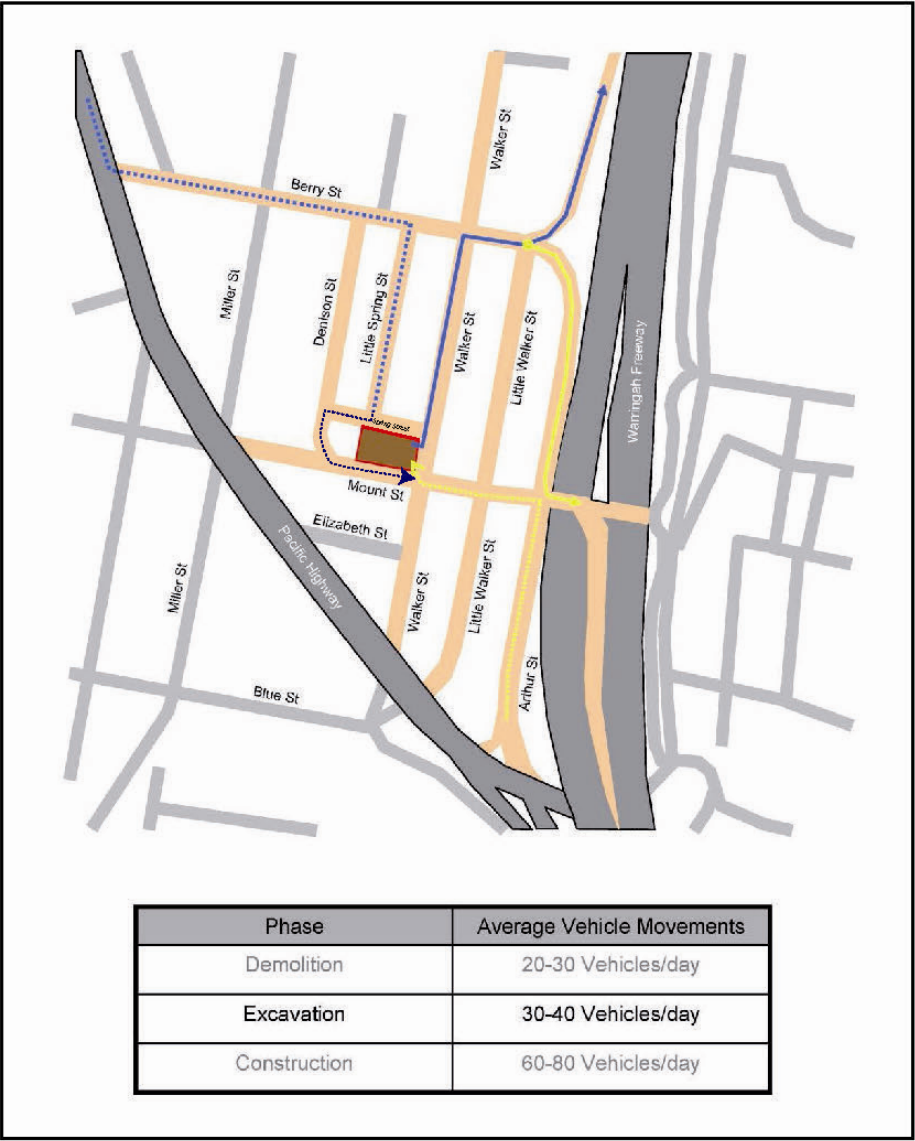 Walker St
Berry St
Miller St
Denison St
Little Spring St
Walker St
Little Walker St
Warringah Freeway
Spring Street
Mount St
Elizabeth St
Pacific Highway
Miller St
Walker St
Little Walker St
Arthur St
Blue St
Phase Average Vehicle Movements
Demolition 20-30 Vehicles/day
Excavation 30-40 Vehicles/day
Construction 60-80 Vehicles/day